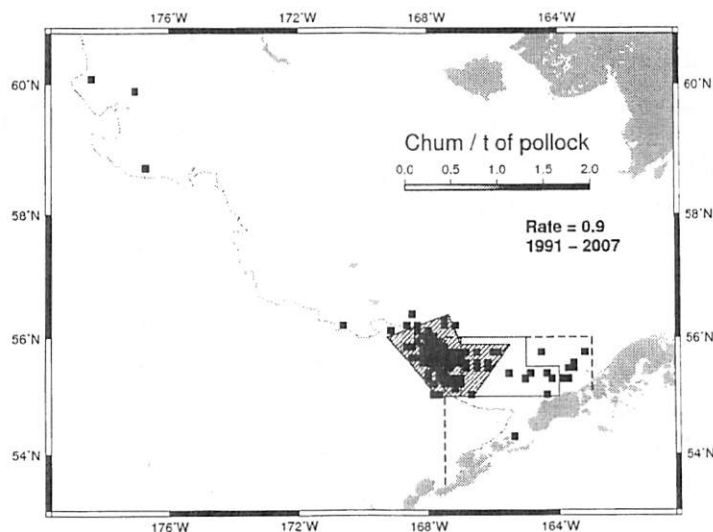 176°W 172°W 168°W 164°W
60°N 60°N
Chum / t of pollock
0.0 0.5 1.0 1.5 2.0
58°N 58°N
Rate = 0.9
1991 – 2007
56°N 56°N
54°N 54°N
176°W 172°W 168°W 164°W